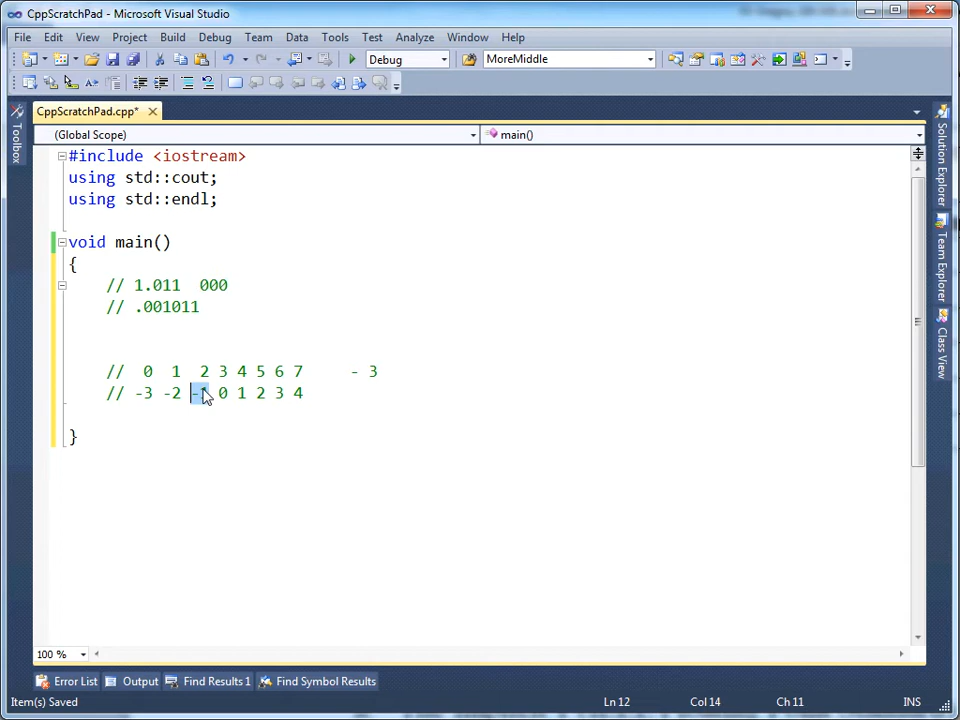 CppScratchPad - Microsoft Visual Studio
File Edit View Project Build Debug Team Data Tools Test Analyze Window Help
Debug MoreMiddle
CppScratchPad.cpp*
(Global Scope) main()
#include <iostream>
using std::cout;
using std::endl;
void main()
{
// 1.011 000
// .001011
// 0 1 2 3 4 5 6 7 - 3
// -3 -2 -1 0 1 2 3 4
}
Toolbox
Solution Explorer
Team Explorer
Class View
100 %
Error List Output Find Results 1 Find Symbol Results
Item(s) Saved Ln 12 Col 14 Ch 11 INS